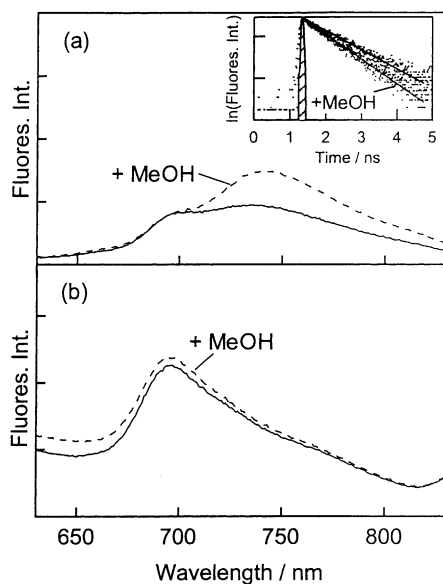 (a)
Fluores. Int.
+ MeOH
ln(Fluores. Int.)
+MeOH
0 1 2 3 4 5
Time / ns
(b)
Fluores. Int.
+ MeOH
650 700 750 800
Wavelength / nm